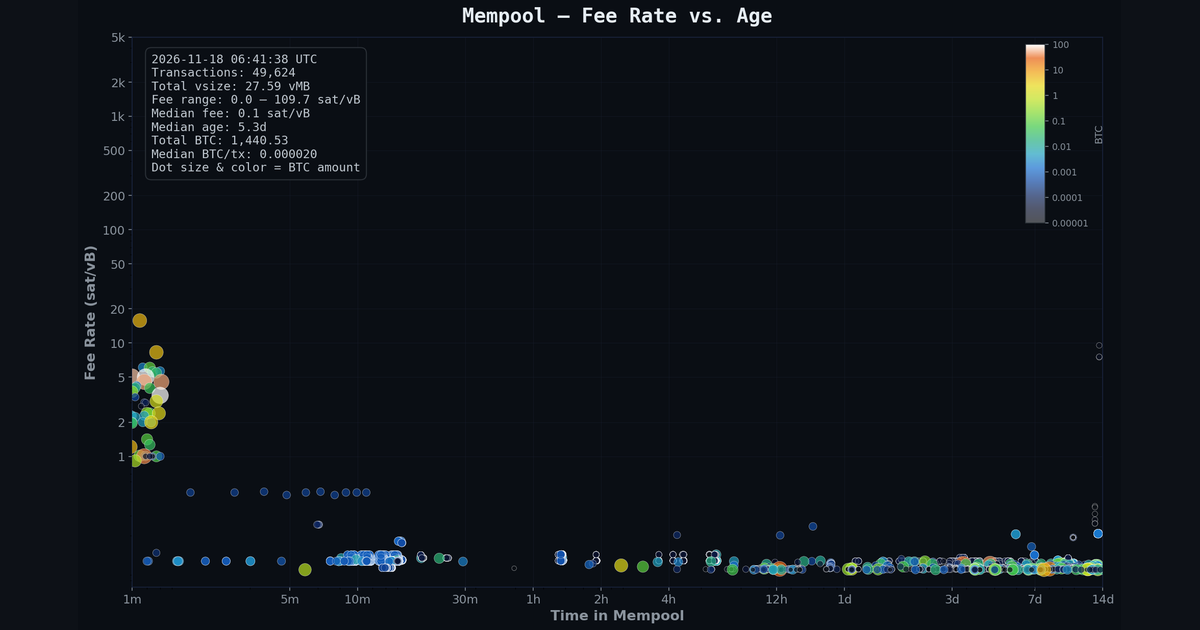 Mempool — Fee Rate vs. Age
2026-11-18 06:41:38 UTC
Transactions: 49,624
Total vsize: 27.59 vMB
Fee range: 0.0 — 109.7 sat/vB
Median fee: 0.1 sat/vB
Median age: 5.3d
Total BTC: 1,440.53
Median BTC/tx: 0.000020
Dot size & color = BTC amount
100
10
1
0.1
0.01
0.001
0.0001
0.00001
BTC
Fee Rate (sat/vB)
5k
2k
1k
500
200
100
50
20
10
5
2
1
1m
5m
10m
30m
1h
2h
4h
12h
1d
3d
7d
14d
Time in Mempool